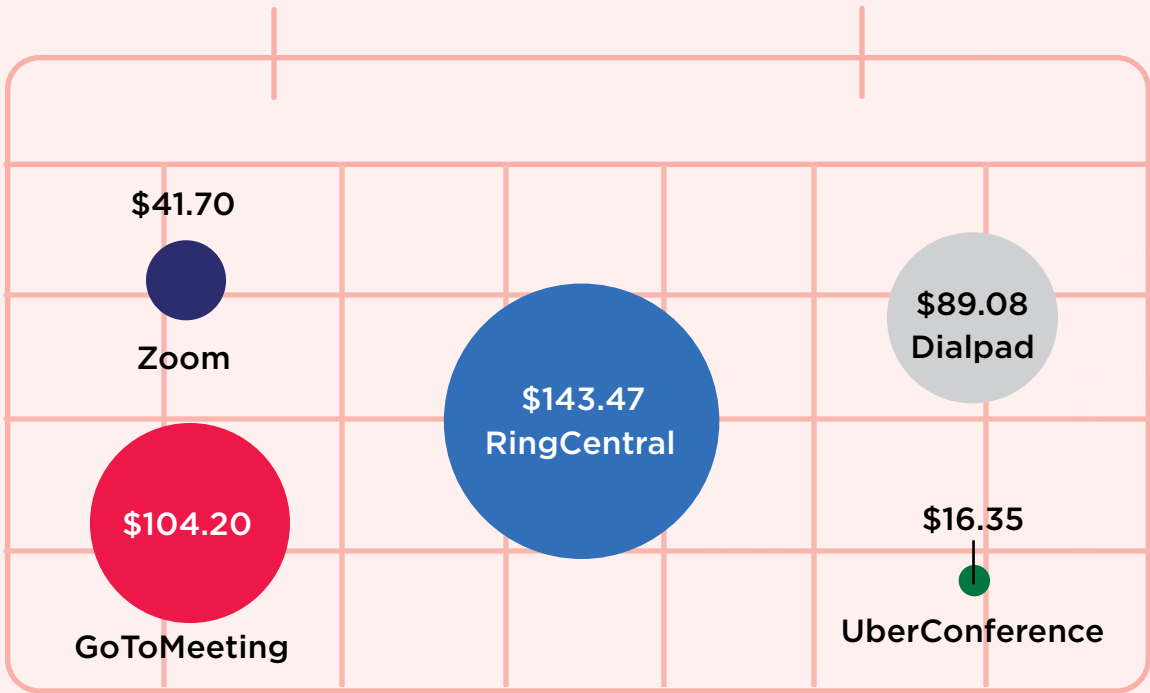 $41.70
Zoom
$104.20
GoToMeeting
$143.47
RingCentral
$89.08
Dialpad
$16.35
UberConference